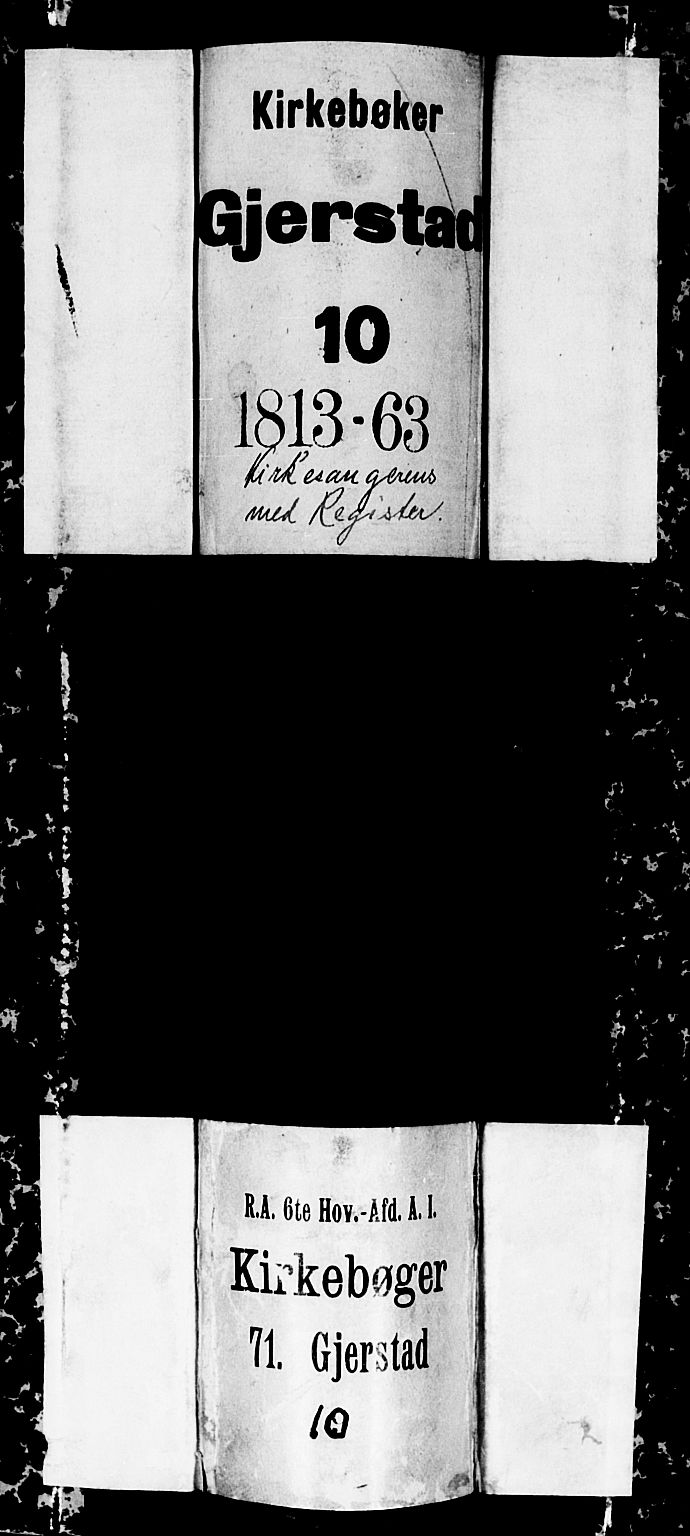 Kirkebøker
Gjerstad
10
1813-63
Kirkesangerens
med Register.
R.A. 6te Hov.-Afd. A. I.
Kirkebøger
71. Gjerstad
10